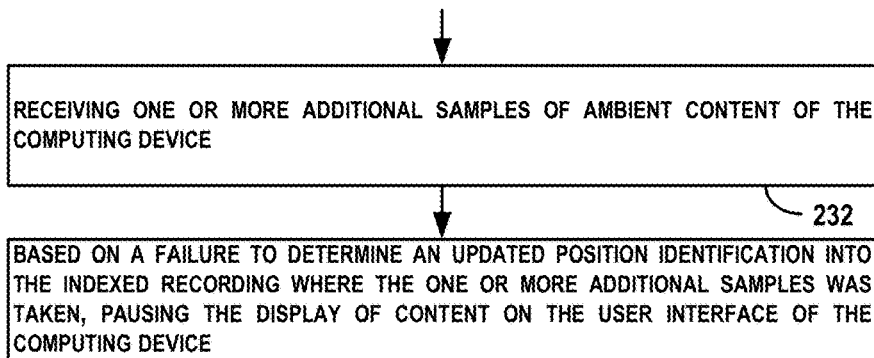 RECEIVING ONE OR MORE ADDITIONAL SAMPLES OF AMBIENT CONTENT OF THE
COMPUTING DEVICE
232
BASED ON A FAILURE TO DETERMINE AN UPDATED POSITION IDENTIFICATION INTO
THE INDEXED RECORDING WHERE THE ONE OR MORE ADDITIONAL SAMPLES WAS
TAKEN, PAUSING THE DISPLAY OF CONTENT ON THE USER INTERFACE OF THE
COMPUTING DEVICE